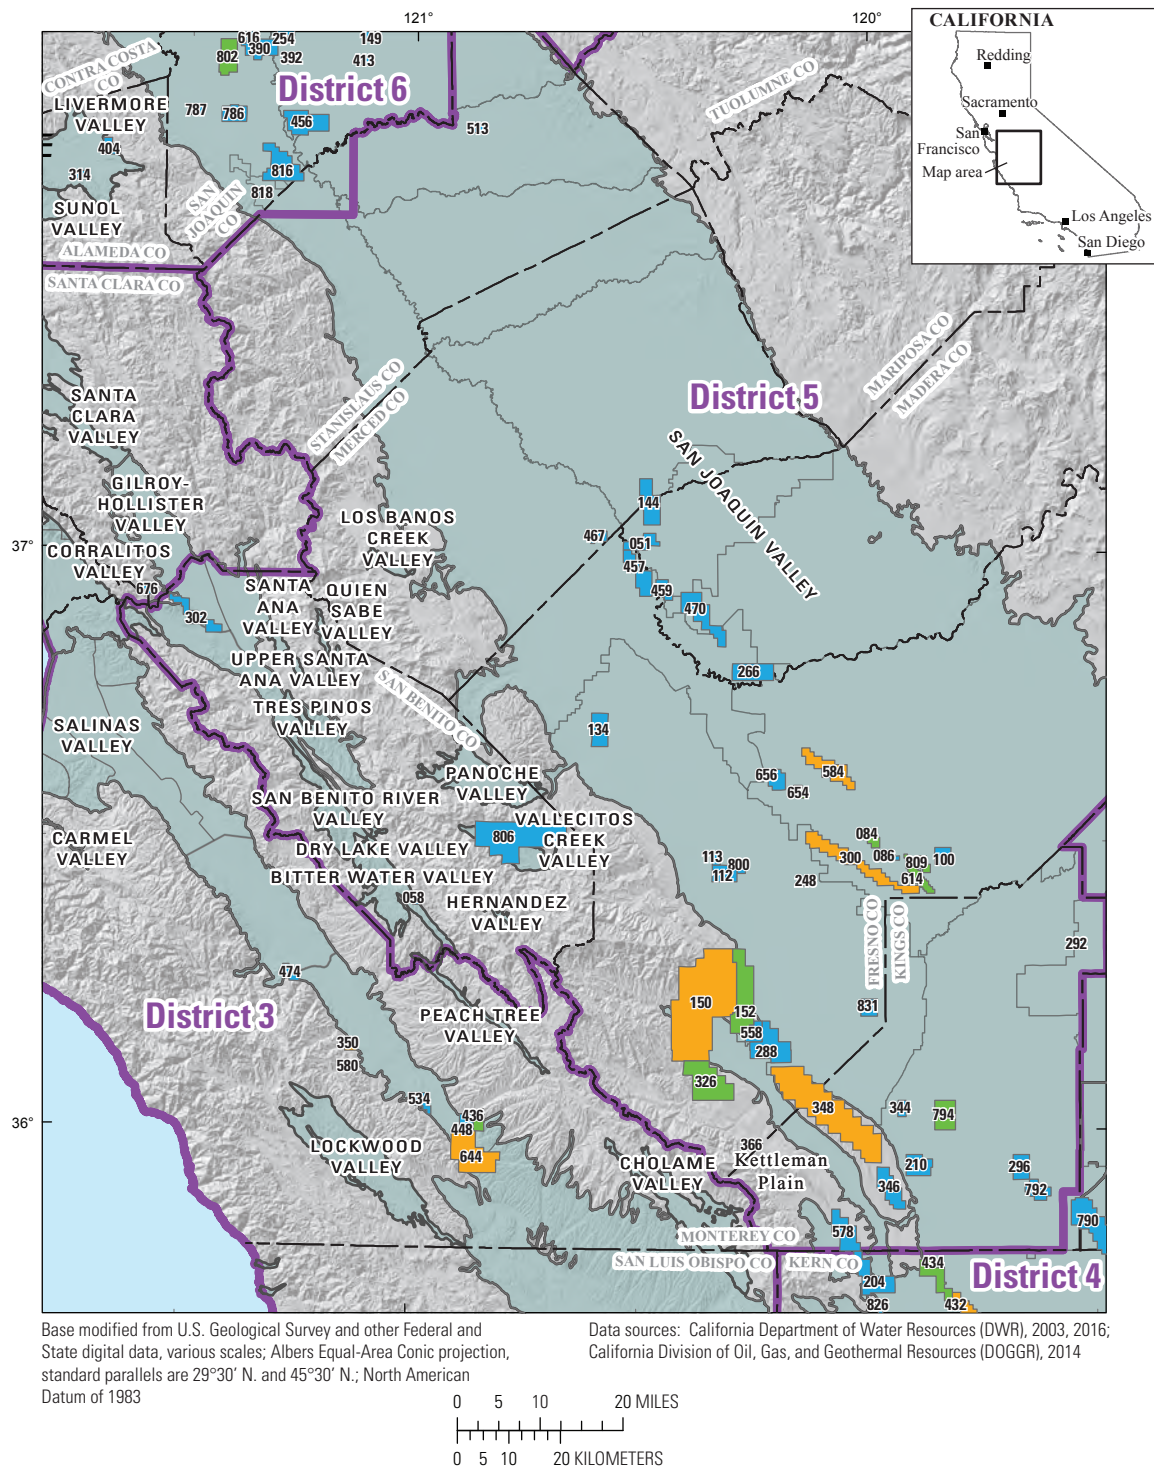 121°
120°
CALIFORNIA
Redding
Sacramento
San
Francisco
Map area
Los Angeles
San Diego
616
254
149
390
802
392
413
CONTRA COSTA
CO
District 6
TUOLUMNE CO
LIVERMORE
VALLEY
787
786
456
513
404
816
314
818
SAN
JOAQUIN
CO
SUNOL
VALLEY
ALAMEDA CO
SANTA CLARA CO
MARIPOSA CO
MADERA CO
STANISLAUS CO
MERCED CO
District 5
SANTA
CLARA
VALLEY
SAN JOAQUIN VALLEY
GILROY-
HOLLISTER
VALLEY
144
LOS BANOS
CREEK
VALLEY
467
051
37°
CORRALITOS
VALLEY
457
676
SANTA
ANA
VALLEY
QUIEN
SABE
VALLEY
459
470
302
UPPER SANTA
ANA VALLEY
266
SAN BENITO CO
TRES PINOS
VALLEY
SALINAS
VALLEY
134
PANOCHE
VALLEY
656
584
654
SAN BENITO RIVER
VALLEY
VALLECITOS
CREEK
VALLEY
806
CARMEL
VALLEY
084
DRY LAKE VALLEY
113
300
086
809
100
800
BITTER WATER VALLEY
112
248
614
058
HERNANDEZ
VALLEY
FRESNO CO
KINGS CO
292
474
150
152
831
District 3
PEACH TREE
VALLEY
558
288
350
580
326
534
436
348
344
794
36°
448
LOCKWOOD
VALLEY
644
366
CHOLAME
VALLEY
Kettleman
Plain
210
296
346
792
790
578
MONTEREY CO
SAN LUIS OBISPO CO
KERN CO
434
204
District 4
826
432
Base modified from U.S. Geological Survey and other Federal and
State digital data, various scales; Albers Equal-Area Conic projection,
standard parallels are 29°30′ N. and 45°30′ N.; North American
Datum of 1983
Data sources: California Department of Water Resources (DWR), 2003, 2016;
California Division of Oil, Gas, and Geothermal Resources (DOGGR), 2014
0 5 10 20 MILES
0 5 10 20 KILOMETERS